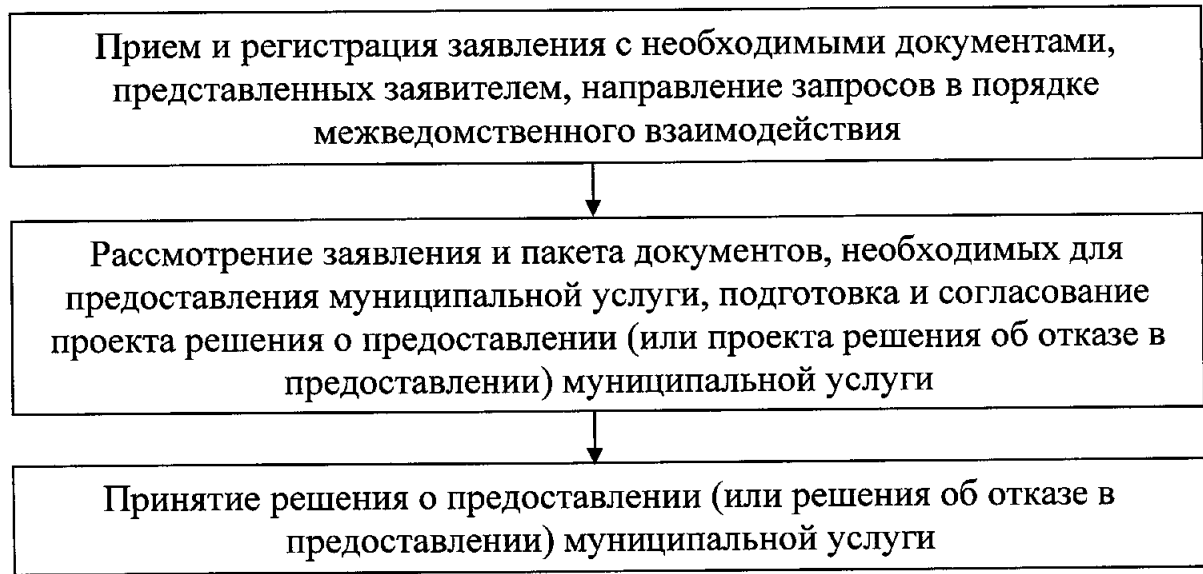 Прием и регистрация заявления с необходимыми документами,
представленных заявителем, направление запросов в порядке
межведомственного взаимодействия
Рассмотрение заявления и пакета документов, необходимых для
предоставления муниципальной услуги, подготовка и согласование
проекта решения о предоставлении (или проекта решения об отказе в
предоставлении) муниципальной услуги
Принятие решения о предоставлении (или решения об отказе в
предоставлении) муниципальной услуги